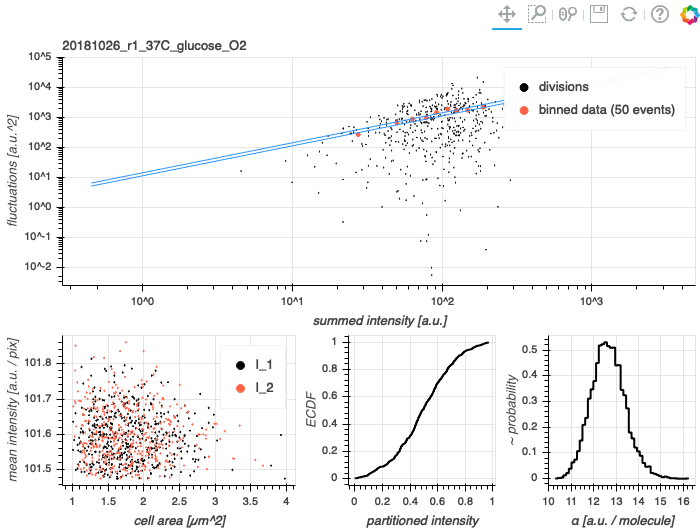 20181026_r1_37C_glucose_O2
10^5
10^4
10^3
10^2
10^1
10^0
10^-1
10^-2
fluctuations [a.u.^2]
divisions
binned data (50 events)
10^0 10^1 10^2 10^3
summed intensity [a.u.]
101.8
101.7
101.6
101.5
mean intensity [a.u. / pix]
I_1
I_2
1 1.5 2 2.5 3 3.5 4
cell area [μm^2]
1
0.8
0.6
0.4
0.2
0
ECDF
0 0.2 0.4 0.6 0.8 1
partitioned intensity
0.5
0.4
0.3
0.2
0.1
0
~ probability
10 11 12 13 14 15 16
α [a.u. / molecule]